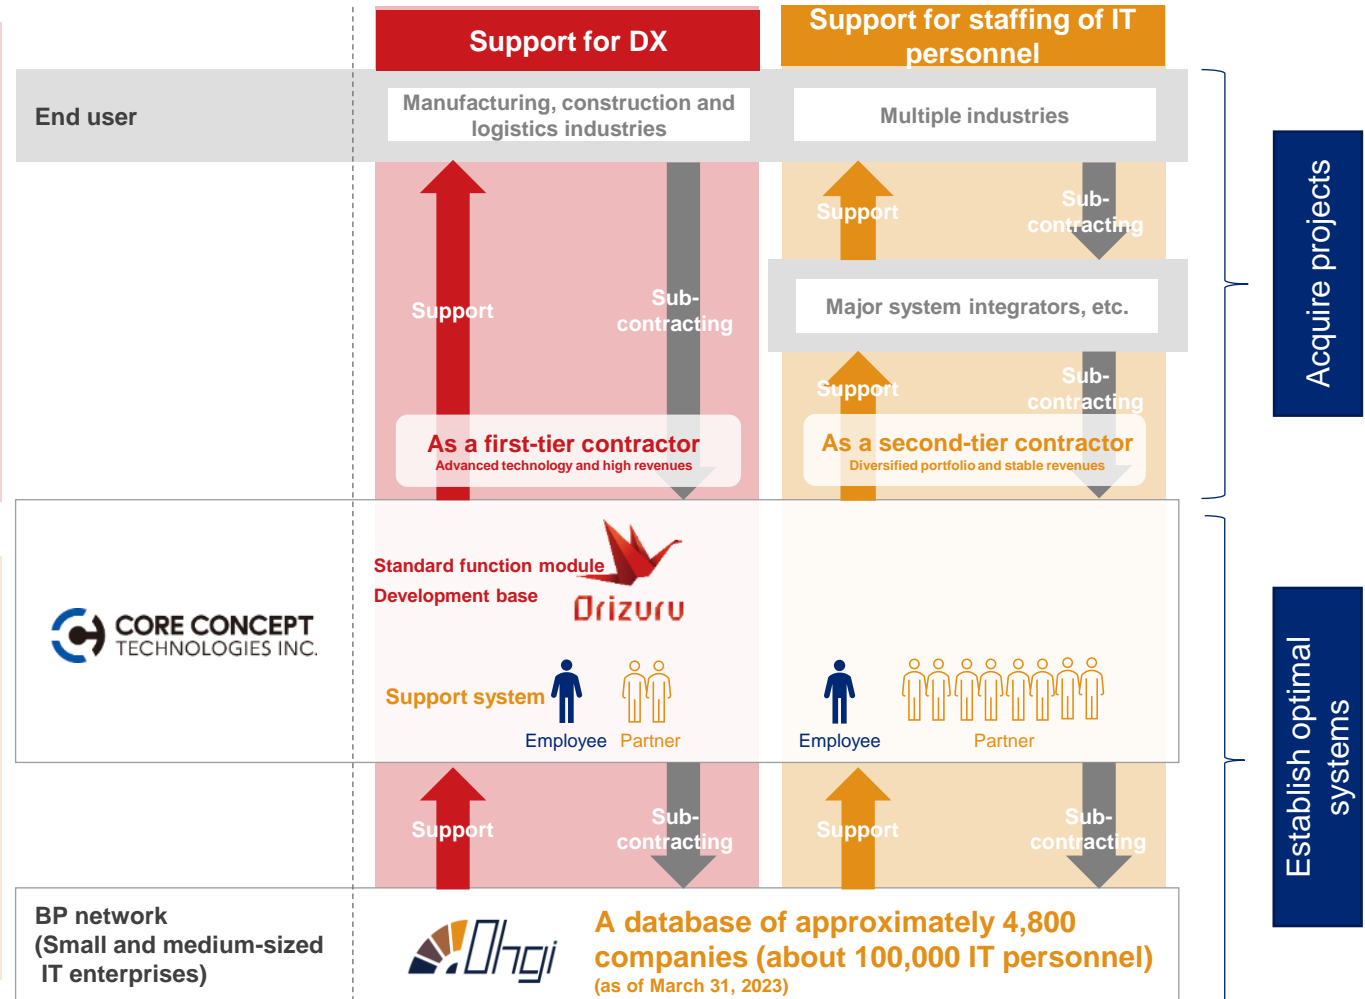 Support for DX
Support for staffing of IT
personnel
End user
Manufacturing, construction and
logistics industries
Multiple industries
Support
Sub-
contracting
Support
Sub-
contracting
Major system integrators, etc.
Support
Sub-
contracting
As a first-tier contractor
Advanced technology and high revenues
As a second-tier contractor
Diversified portfolio and stable revenues
Acquire projects
CORE CONCEPT
TECHNOLOGIES INC.
Standard function module
Development base
Orizuru
Support system
Employee
Partner
Employee
Partner
Support
Sub-
contracting
Support
Sub-
contracting
Establish optimal
systems
BP network
(Small and medium-sized
IT enterprises)
Ohgi
A database of approximately 4,800
companies (about 100,000 IT personnel)
(as of March 31, 2023)